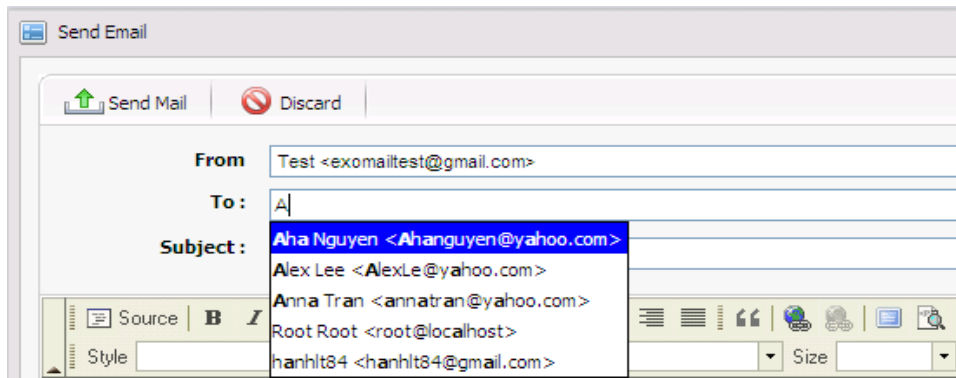 Send Email
Send Mail Discard
From Test <exomailtest@gmail.com>
To : A
Aha Nguyen <Ahanguyen@yahoo.com>
Subject :
Alex Lee <AlexLe@yahoo.com>
Anna Tran <annatran@yahoo.com>
Source B I
Root Root <root@localhost>
Style Size
hanhlt84 <hanhlt84@gmail.com>